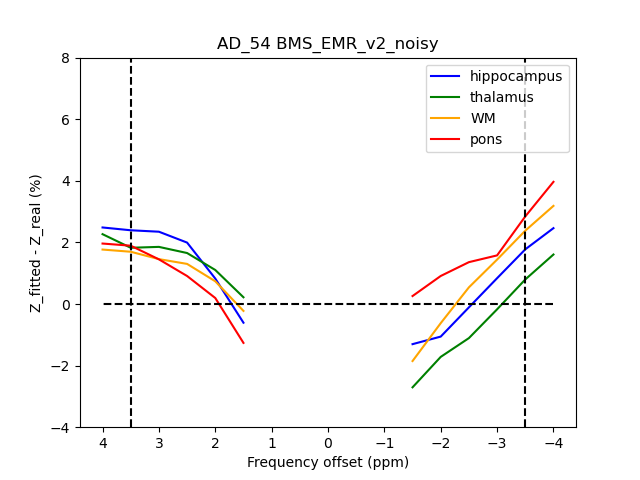 AD_54 BMS_EMR_v2_noisy
Z_fitted - Z_real (%)
8
6
4
2
0
−2
−4
hippocampus
thalamus
WM
pons
4 3 2 1 0 −1 −2 −3 −4
Frequency offset (ppm)